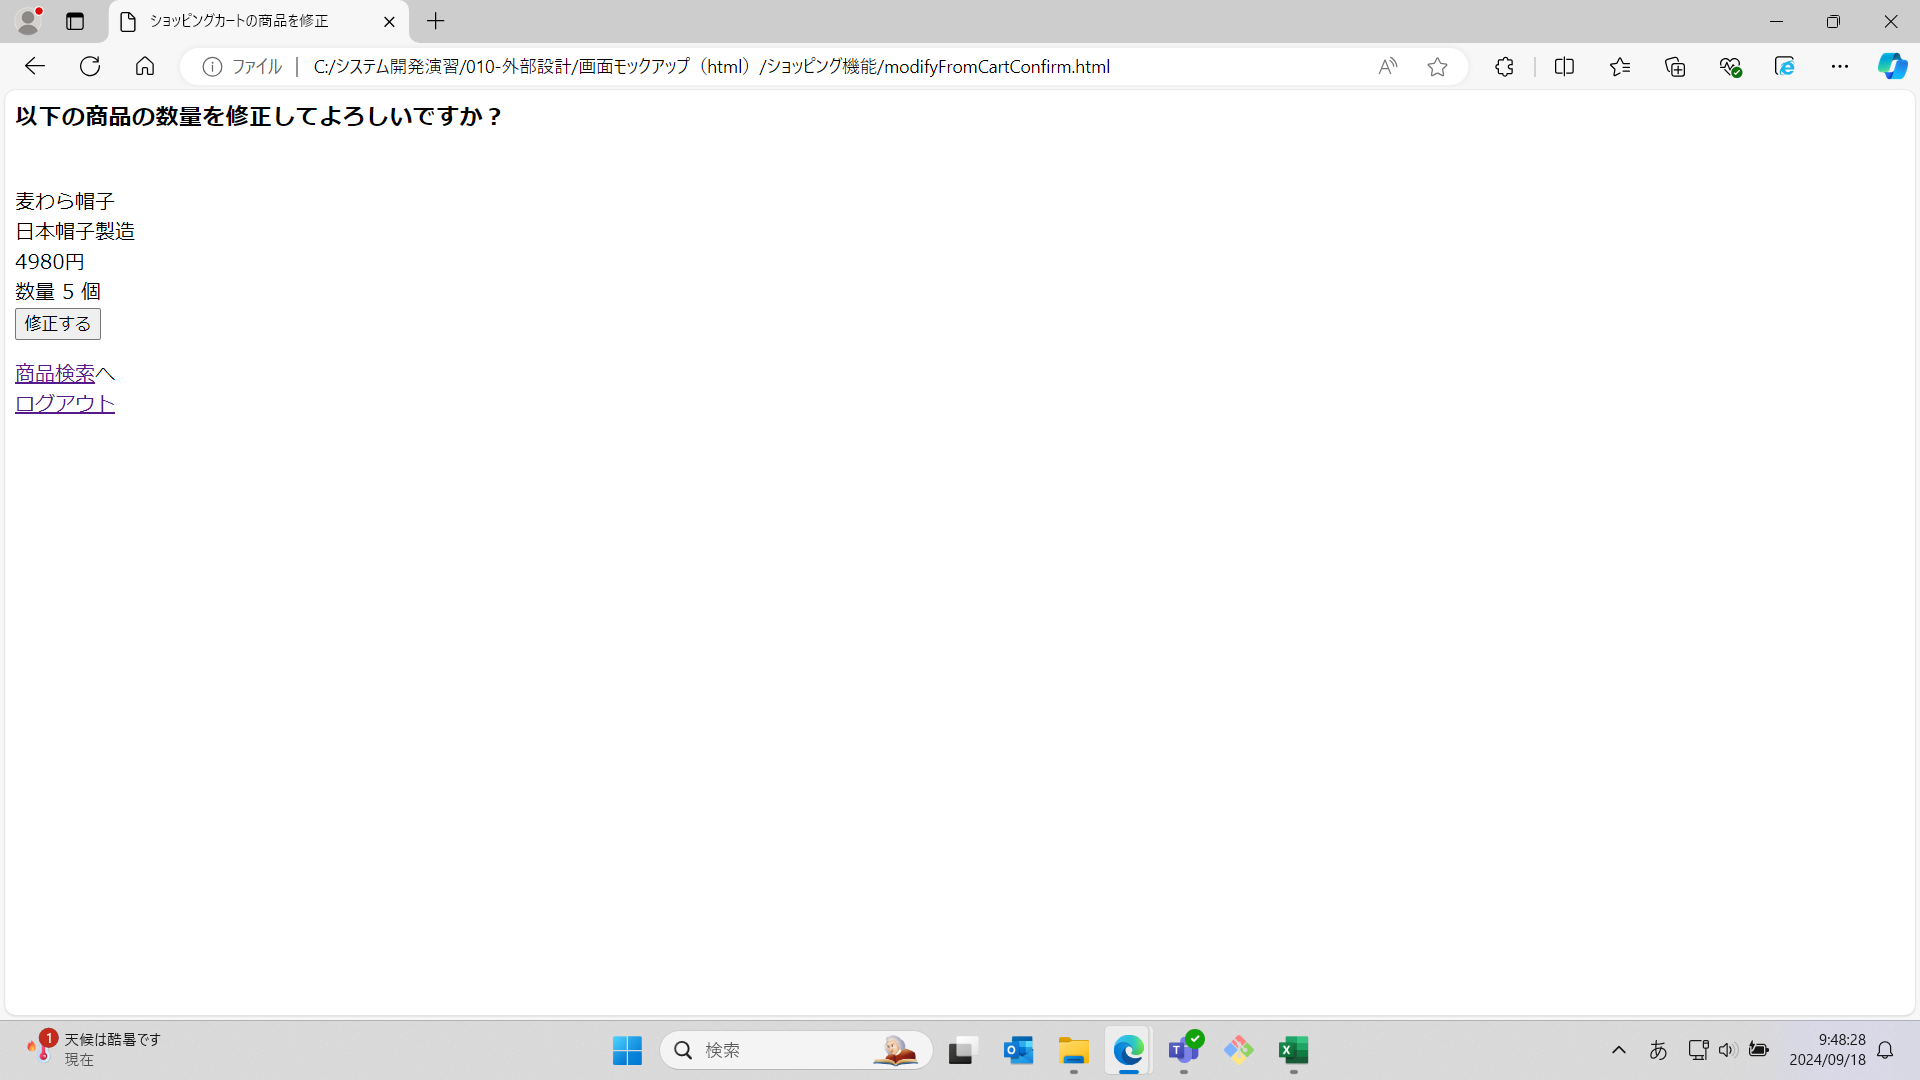 ショッピングカートの商品を修正
ファイル
C:/システム開発演習/010-外部設計/画面モックアップ（html）/ショッピング機能/modifyFromCartConfirm.html
以下の商品の数量を修正してよろしいですか？
麦わら帽子
日本帽子製造
4980円
数量 5 個
修正する
商品検索へ
ログアウト
1
天候は酷暑です
現在
検索
あ
9:48:28
2024/09/18